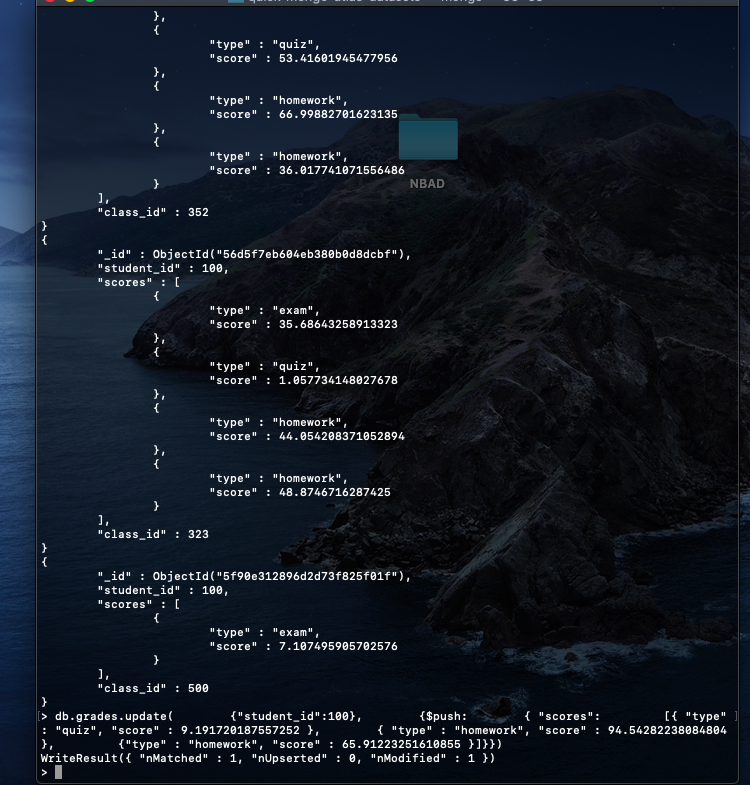 },
{
"type" : "quiz",
"score" : 53.41601945477956
},
{
"type" : "homework",
"score" : 66.99882701623135
},
{
"type" : "homework",
"score" : 36.017741071556486
}
],
"class_id" : 352
}
{
"_id" : ObjectId("56d5f7eb604eb380b0d8dcbf"),
"student_id" : 100,
"scores" : [
{
"type" : "exam",
"score" : 35.68643258913323
},
{
"type" : "quiz",
"score" : 1.057734148027678
},
{
"type" : "homework",
"score" : 44.054208371052894
},
{
"type" : "homework",
"score" : 48.8746716287425
}
],
"class_id" : 323
}
{
"_id" : ObjectId("5f90e312896d2d73f825f01f"),
"student_id" : 100,
"scores" : [
{
"type" : "exam",
"score" : 7.107495905702576
}
],
"class_id" : 500
}
[> db.grades.update( {"student_id":100}, {$push: { "scores": [{ "type" ]
: "quiz", "score" : 9.191720187557252 }, { "type" : "homework", "score" : 94.54282238084804
}, {"type" : "homework", "score" : 65.91223251610855 }]}})
WriteResult({ "nMatched" : 1, "nUpserted" : 0, "nModified" : 1 })
>
NBAD